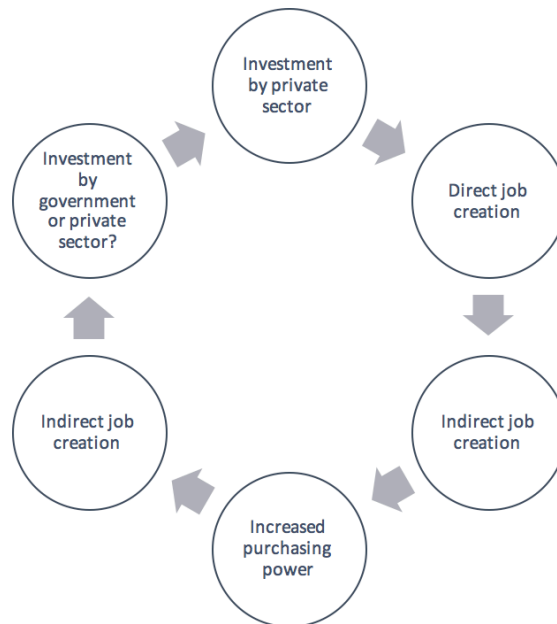 Investment
by private
sector
Direct job
creation
Indirect job
creation
Increased
purchasing
power
Indirect job
creation
Investment
by
government
or private
sector?